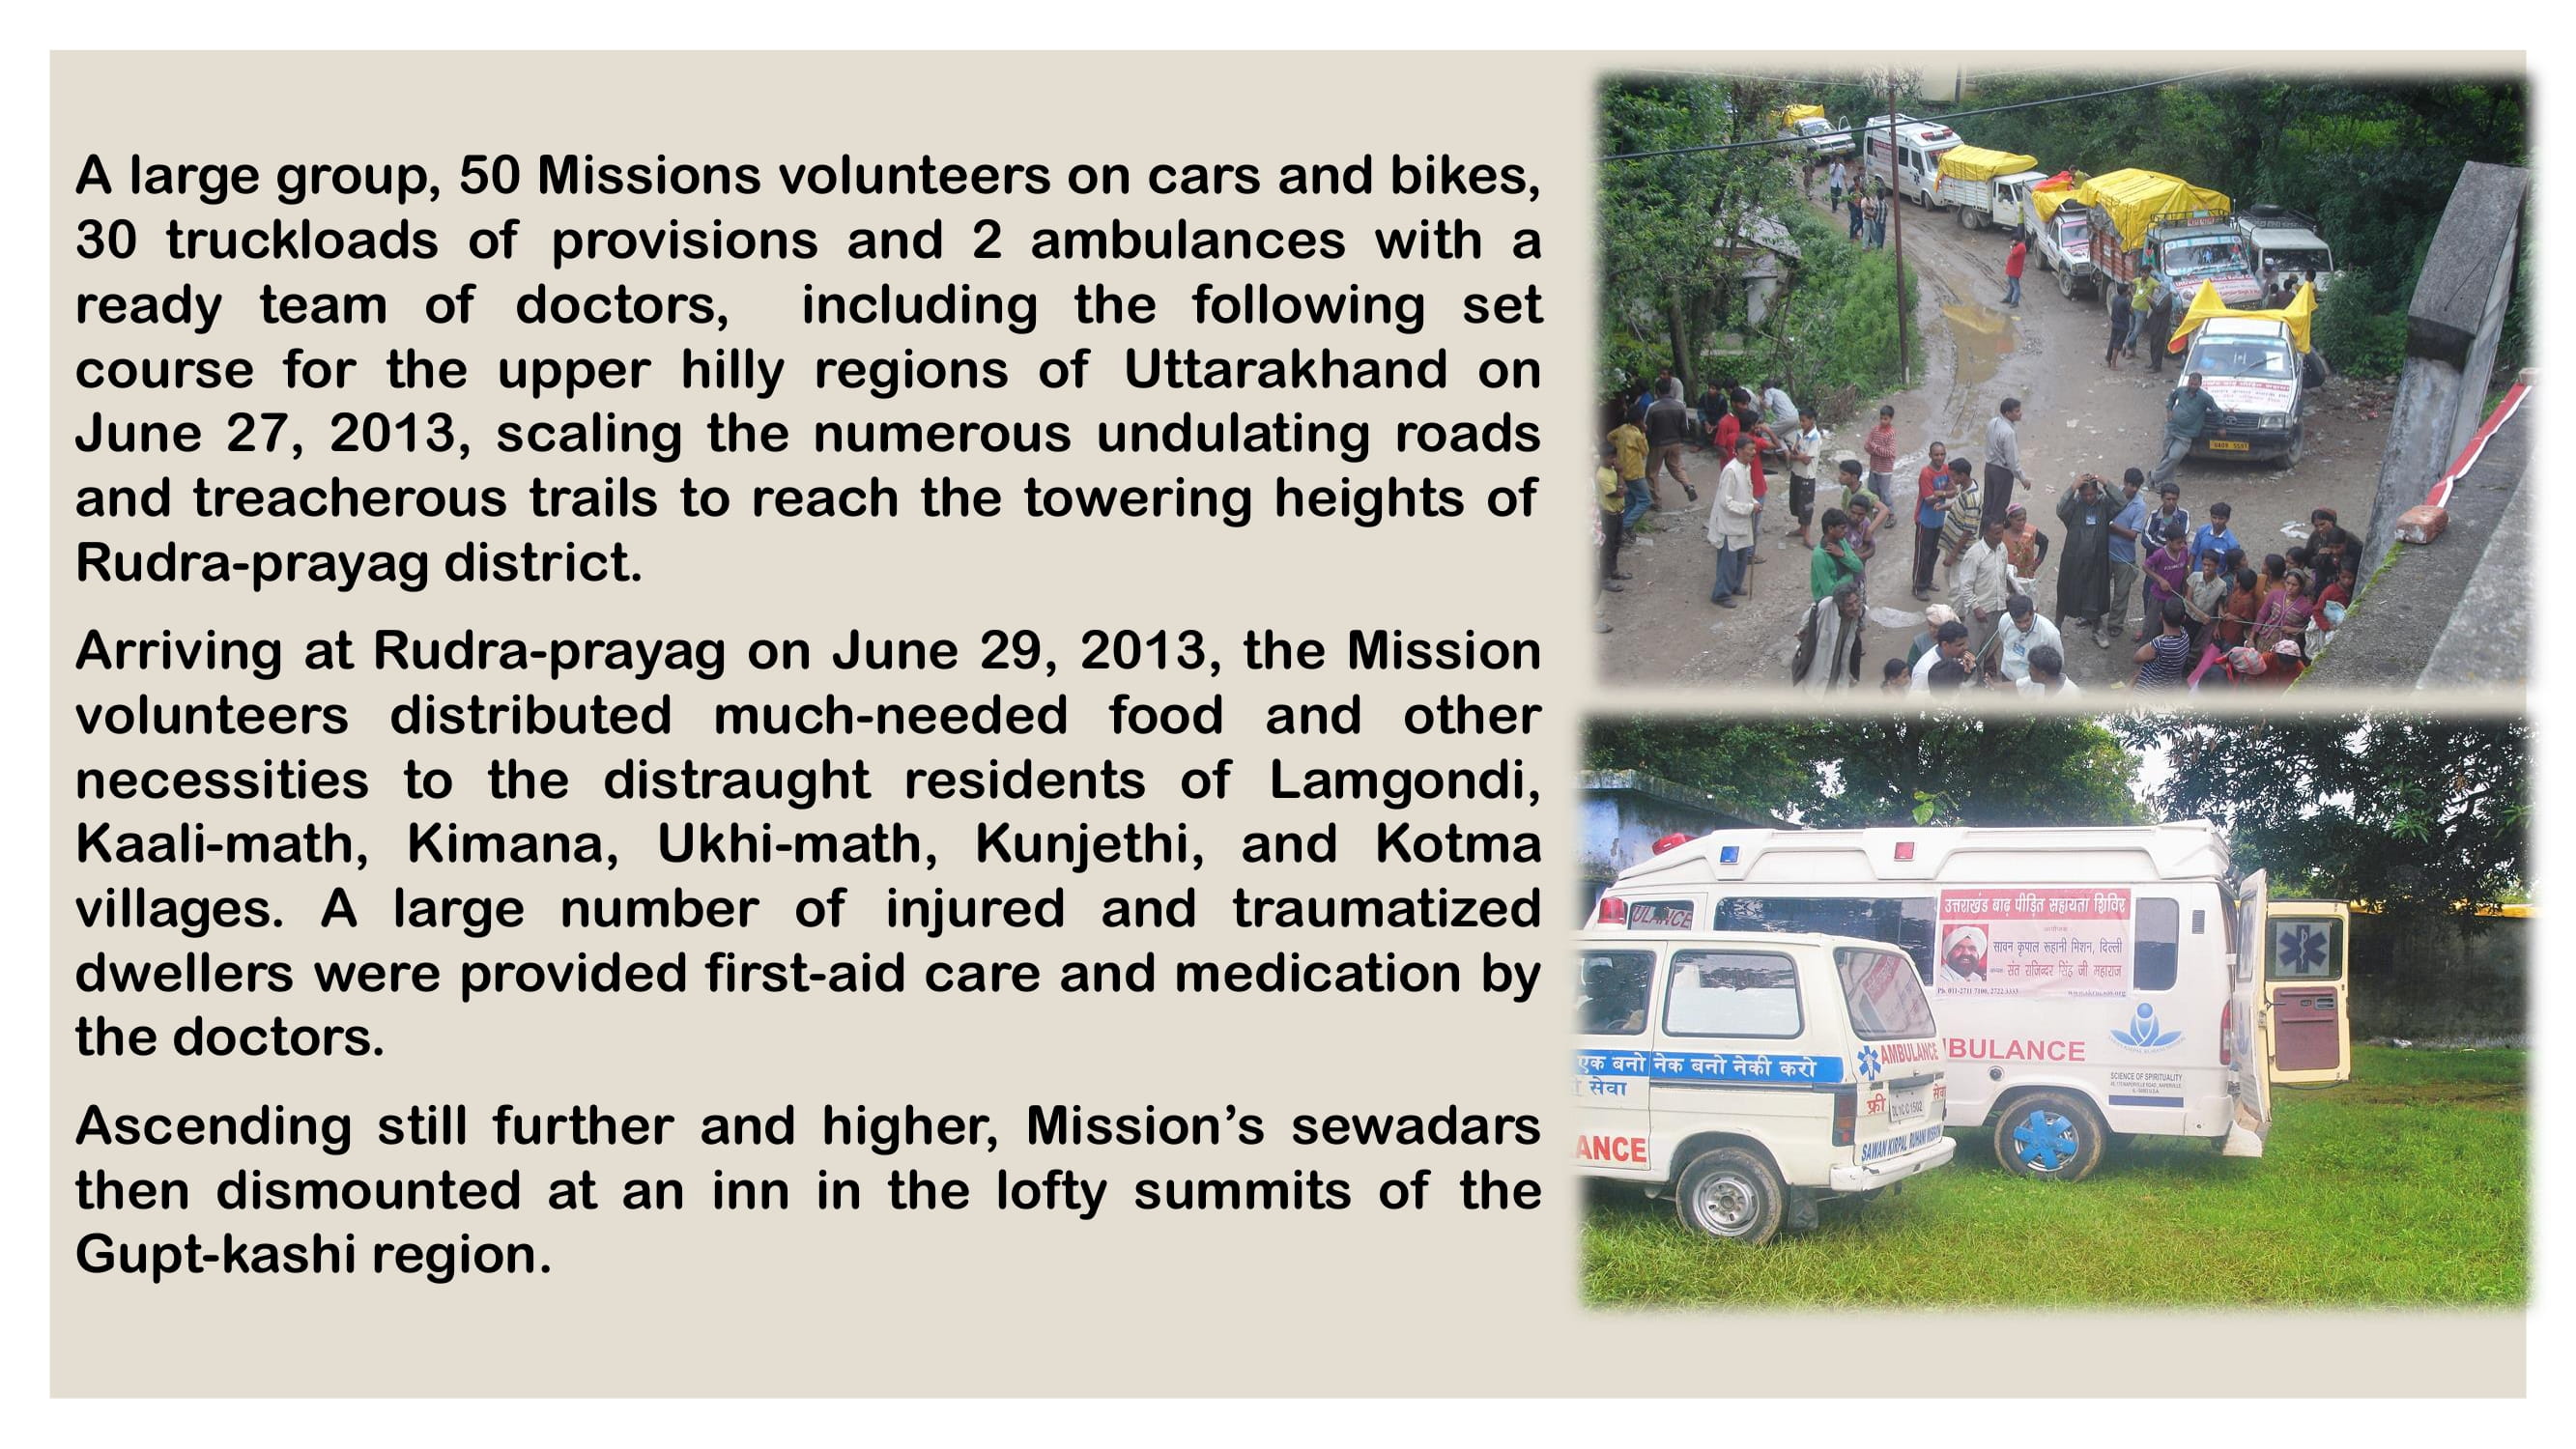 A large group, 50 Missions volunteers on cars and bikes,
30 truckloads of provisions and 2 ambulances with a
ready team of doctors, including the following set
course for the upper hilly regions of Uttarakhand on
June 27, 2013, scaling the numerous undulating roads
and treacherous trails to reach the towering heights of
Rudra-prayag district.
Arriving at Rudra-prayag on June 29, 2013, the Mission
volunteers distributed much-needed food and other
necessities to the distraught residents of Lamgondi,
Kaali-math, Kimana, Ukhi-math, Kunjethi, and Kotma
villages. A large number of injured and traumatized
dwellers were provided first-aid care and medication by
the doctors.
Ascending still further and higher, Mission’s sewadars
then dismounted at an inn in the lofty summits of the
Gupt-kashi region.
उत्तराखंड बाढ़ पीड़ित सहायता शिविर
सावन कृपाल रूहानी मिशन, दिल्ली
संत राजिन्दर सिंह जी महाराज
ULANCE
एक बनो नेक बनो नेकी करो
सेवा
AMBULANCE
BULANCE
SCIENCE OF SPIRITUALITY
फ्री
ANCE
SAWAN KIRPAL RUHANI MISSION